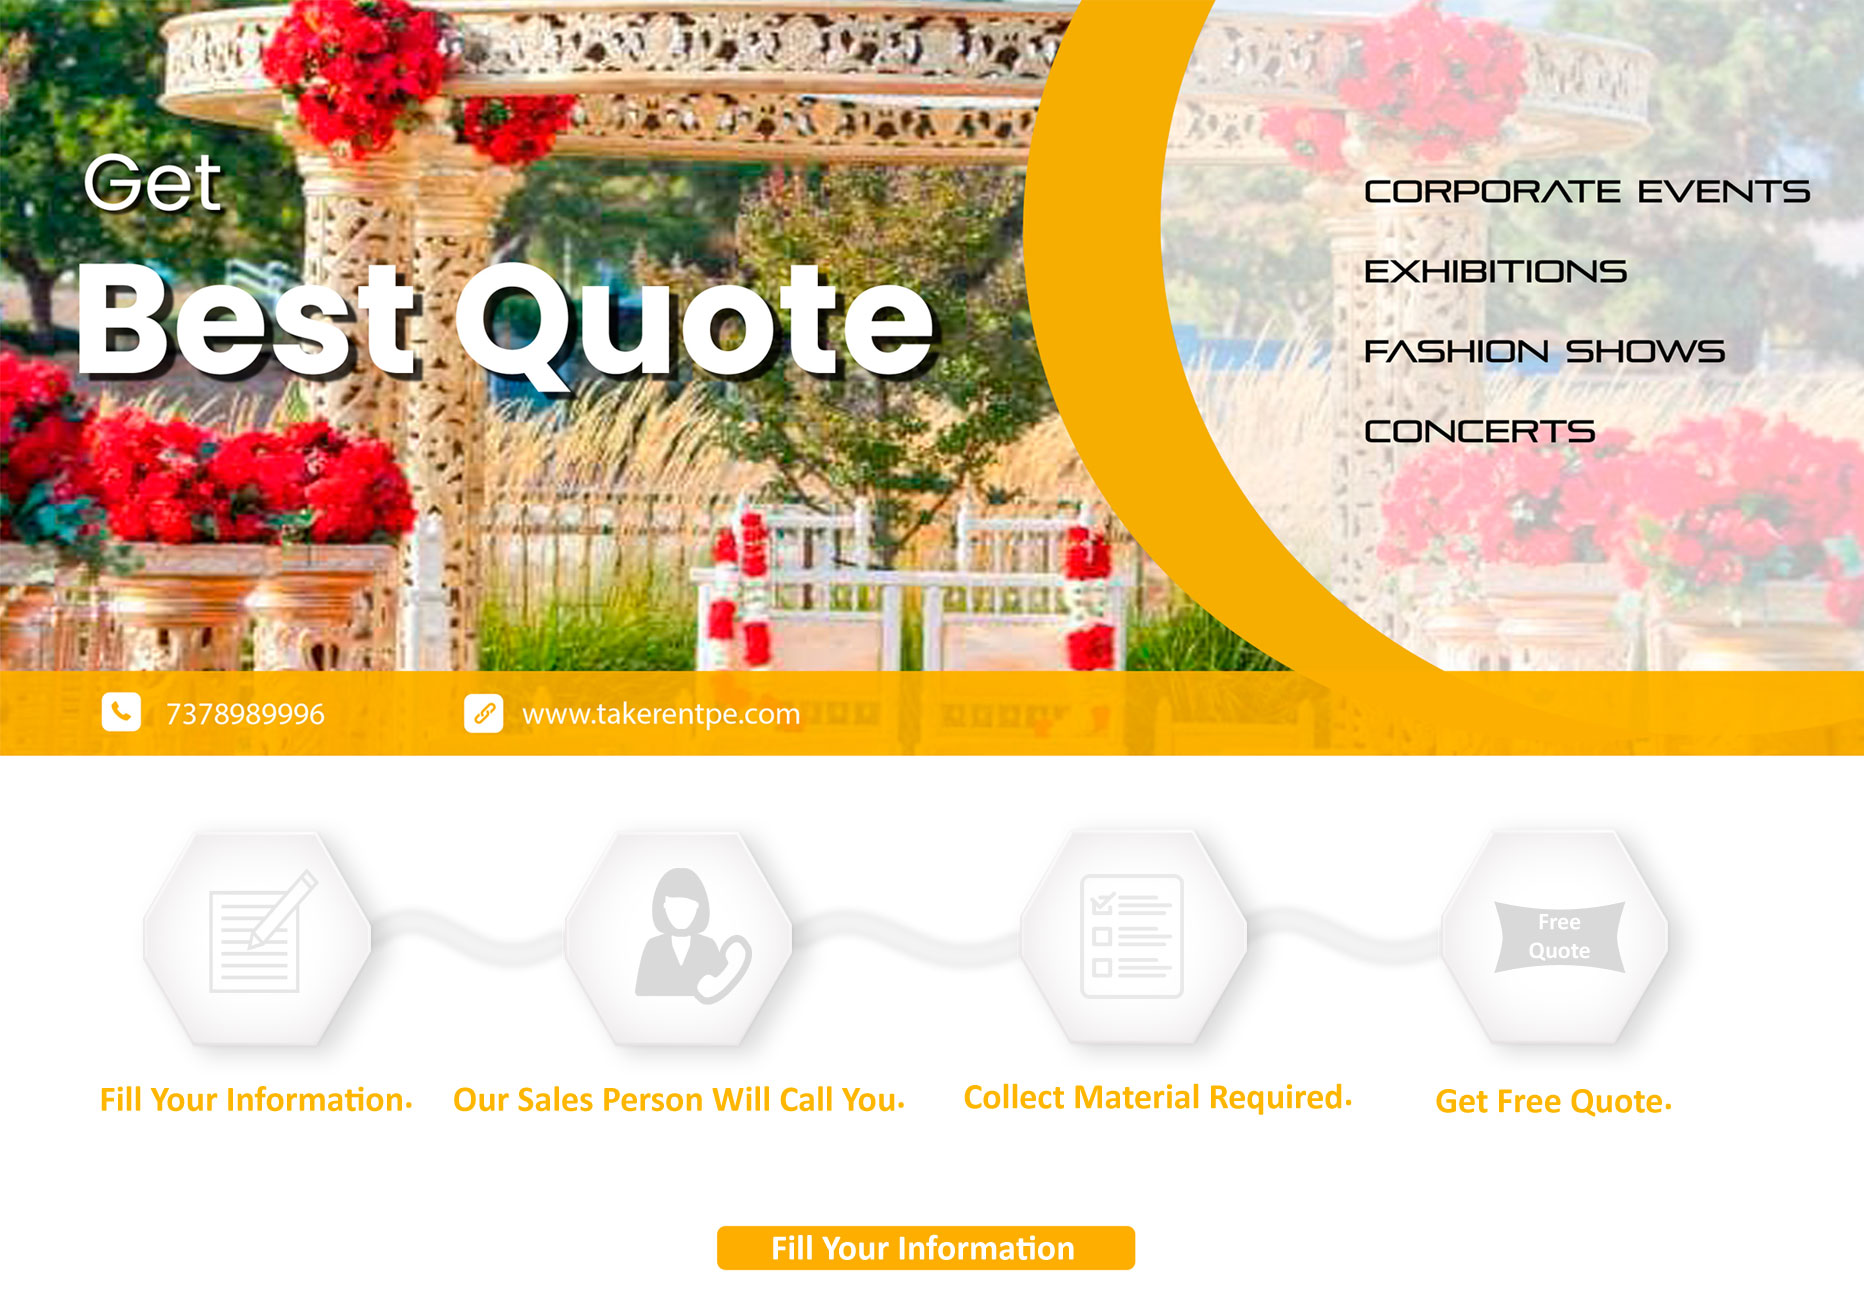 Get
Best Quote
CORPORATE EVENTS
EXHIBITIONS
FASHION SHOWS
CONCERTS
7378989996
www.takerentpe.com
Free
Quote
Fill Your Information.
Our Sales Person Will Call You.
Collect Material Required.
Get Free Quote.
Fill Your Information